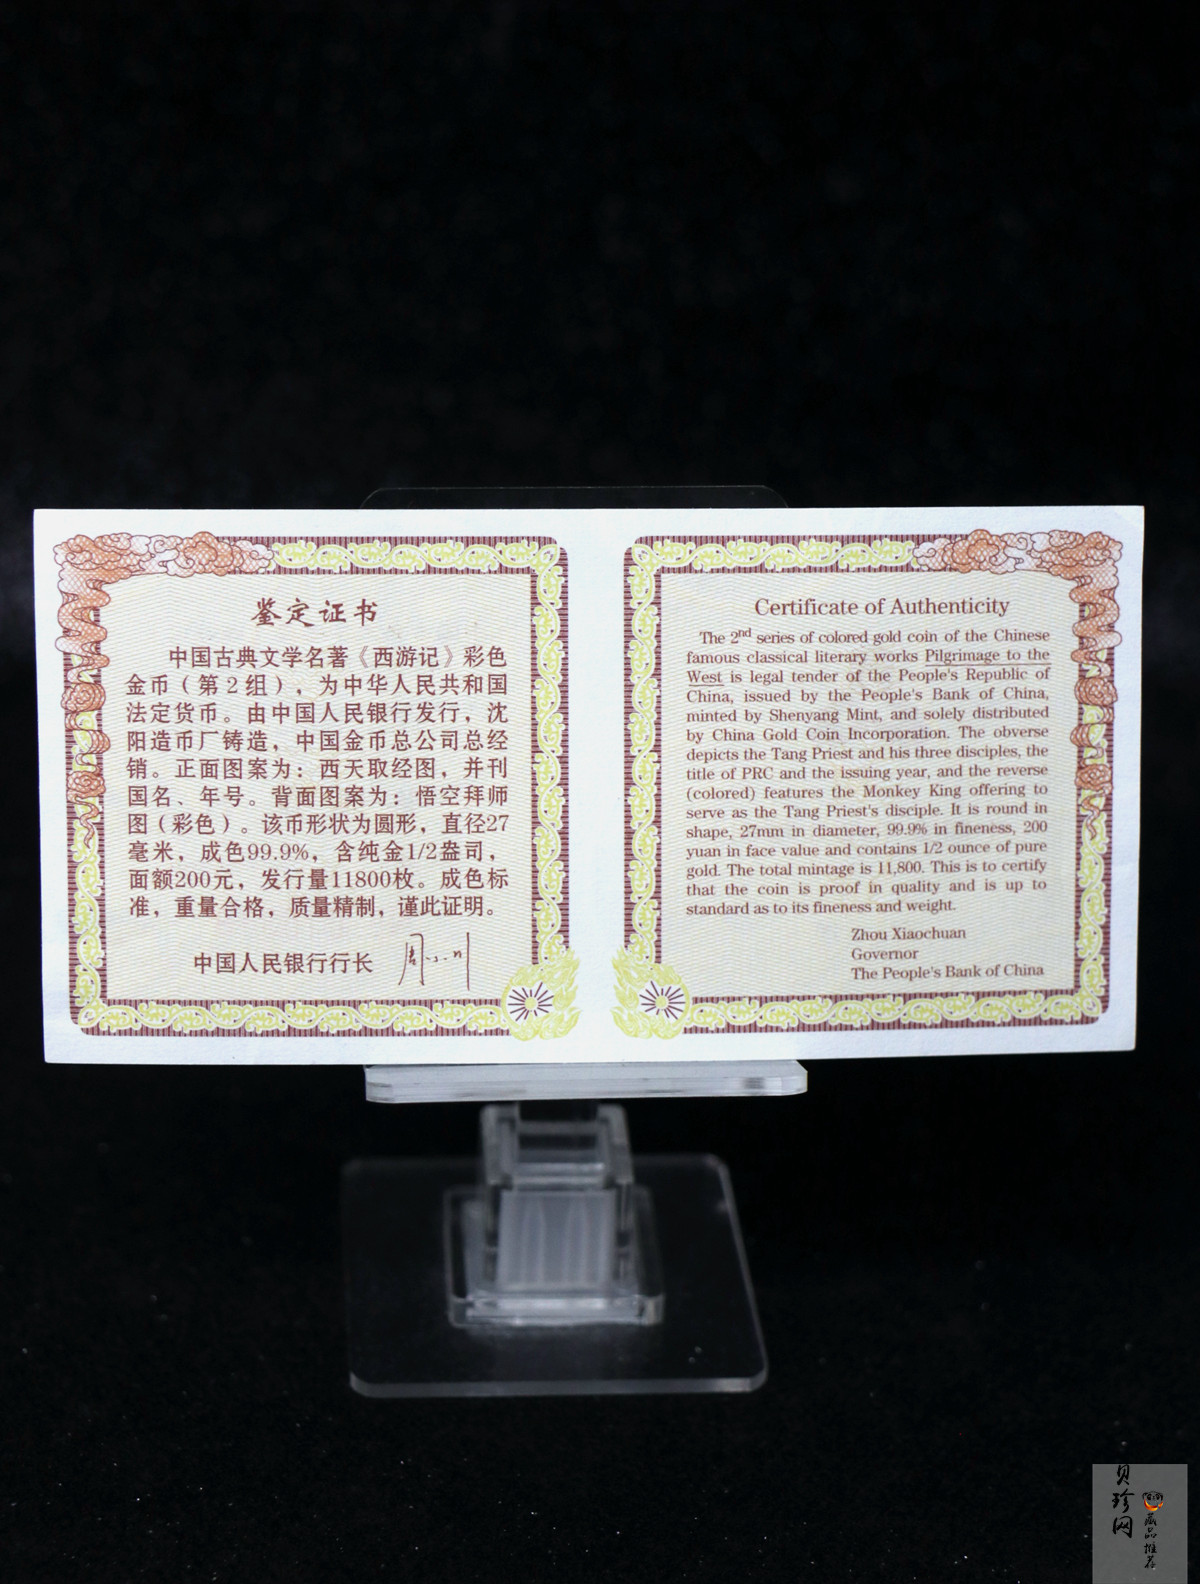 鉴定证书
中国古典文学名著《西游记》彩色
金币（第2组），为中华人民共和国
法定货币。由中国人民银行发行，沈
阳造币厂铸造，中国金币总公司总经
销。正面图案为：西天取经图，并刊
国名、年号。背面图案为：悟空拜师
图（彩色）。该币形状为圆形，直径27
毫米，成色99.9%，含纯金1/2盎司，
面额200元，发行量11800枚。成色标
准，重量合格，质量精制，谨此证明。
中国人民银行行长 周小川
Certificate of Authenticity
The 2nd series of colored gold coin of the Chinese
famous classical literary works Pilgrimage to the
West is legal tender of the People's Republic of
China, issued by the People's Bank of China,
minted by Shenyang Mint, and solely distributed
by China Gold Coin Incorporation. The obverse
depicts the Tang Priest and his three disciples, the
title of PRC and the issuing year, and the reverse
(colored) features the Monkey King offering to
serve as the Tang Priest's disciple. It is round in
shape, 27mm in diameter, 99.9% in fineness, 200
yuan in face value and contains 1/2 ounce of pure
gold. The total mintage is 11,800. This is to certify
that the coin is proof in quality and is up to
standard as to its fineness and weight.
Zhou Xiaochuan
Governor
The People's Bank of China
贝珍网
藏品推荐